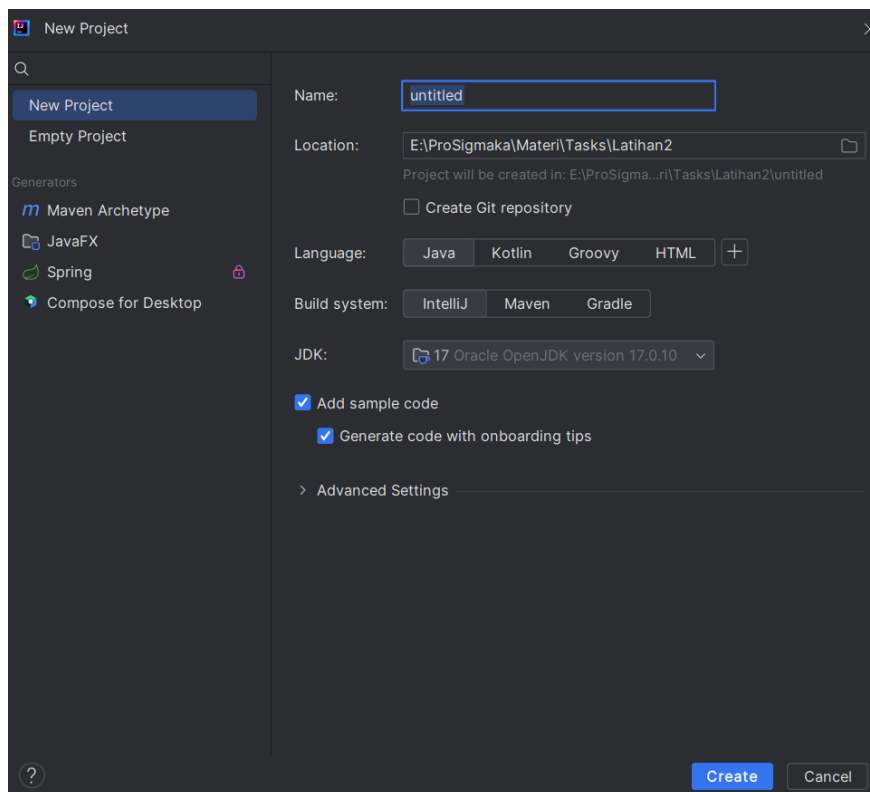 New Project
New Project
Empty Project
Generators
Maven Archetype
JavaFX
Spring
Compose for Desktop
Name: untitled
Location: E:\ProSigmaka\Materi\Tasks\Latihan2
Project will be created in: E:\ProSigma...ri\Tasks\Latihan2\untitled
Create Git repository
Language: Java Kotlin Groovy HTML
Build system: IntelliJ Maven Gradle
JDK: 17 Oracle OpenJDK version 17.0.10
Add sample code
Generate code with onboarding tips
Advanced Settings
? Create Cancel